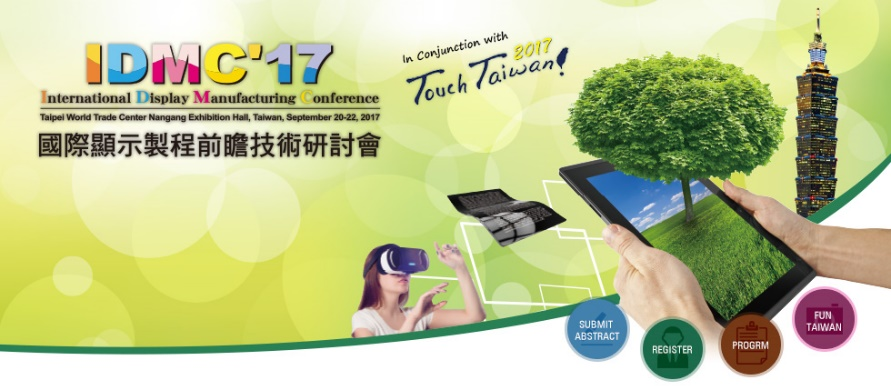 IDMC'17
International Display Manufacturing Conference
Taipei World Trade Center Nangang Exhibition Hall, Taiwan, September 20-22, 2017
國際顯示製程前瞻技術研討會
In Conjunction with
2017
Touch Taiwan!
SUBMIT
ABSTRACT
REGISTER
PROGRM
FUN
TAIWAN